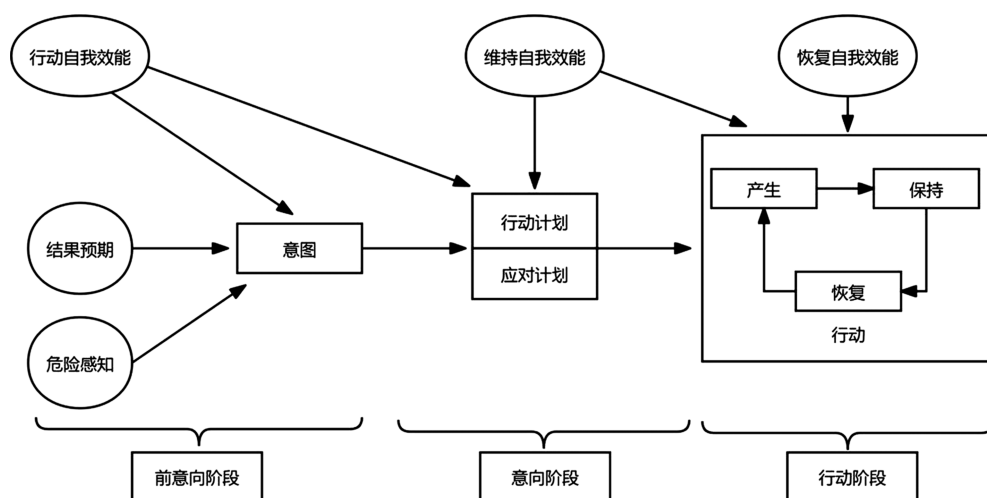 行动自我效能
维持自我效能
恢复自我效能
产生
保持
行动计划
结果预期
意图
应对计划
恢复
行动
危险感知
前意向阶段
意向阶段
行动阶段